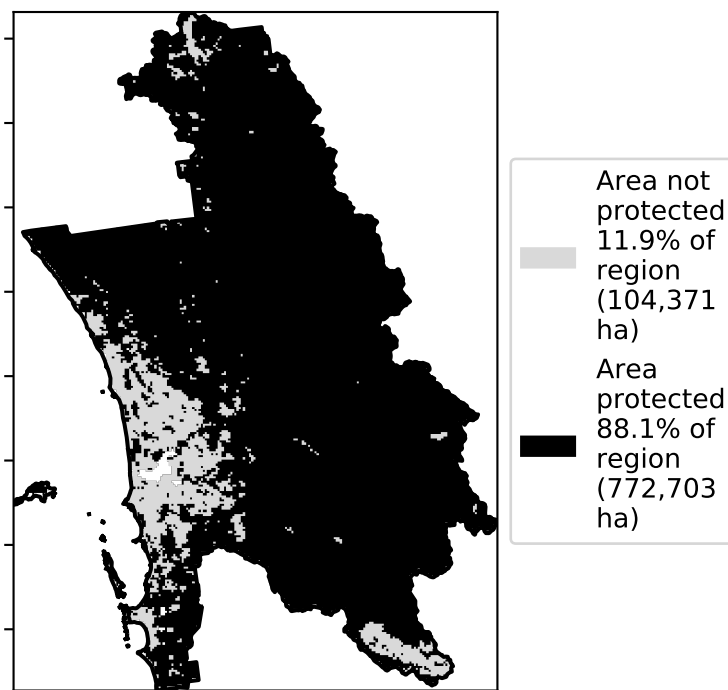 Area not
protected
11.9% of
region
(104,371
ha)
Area
protected
88.1% of
region
(772,703
ha)